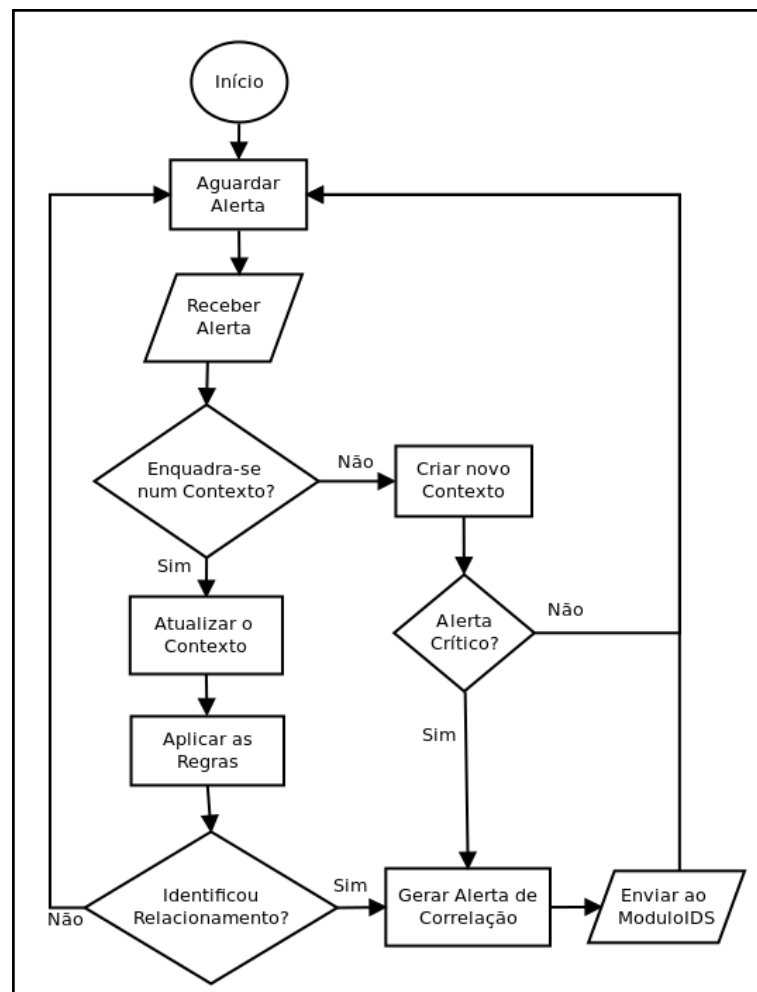 Início
Aguardar
Alerta
Receber
Alerta
Enquadra-se
num Contexto?
Não
Criar novo
Contexto
Sim
Atualizar o
Contexto
Alerta
Crítico?
Não
Aplicar as
Regras
Sim
Identificou
Relacionamento?
Não
Sim
Gerar Alerta de
Correlação
Enviar ao
ModuloIDS